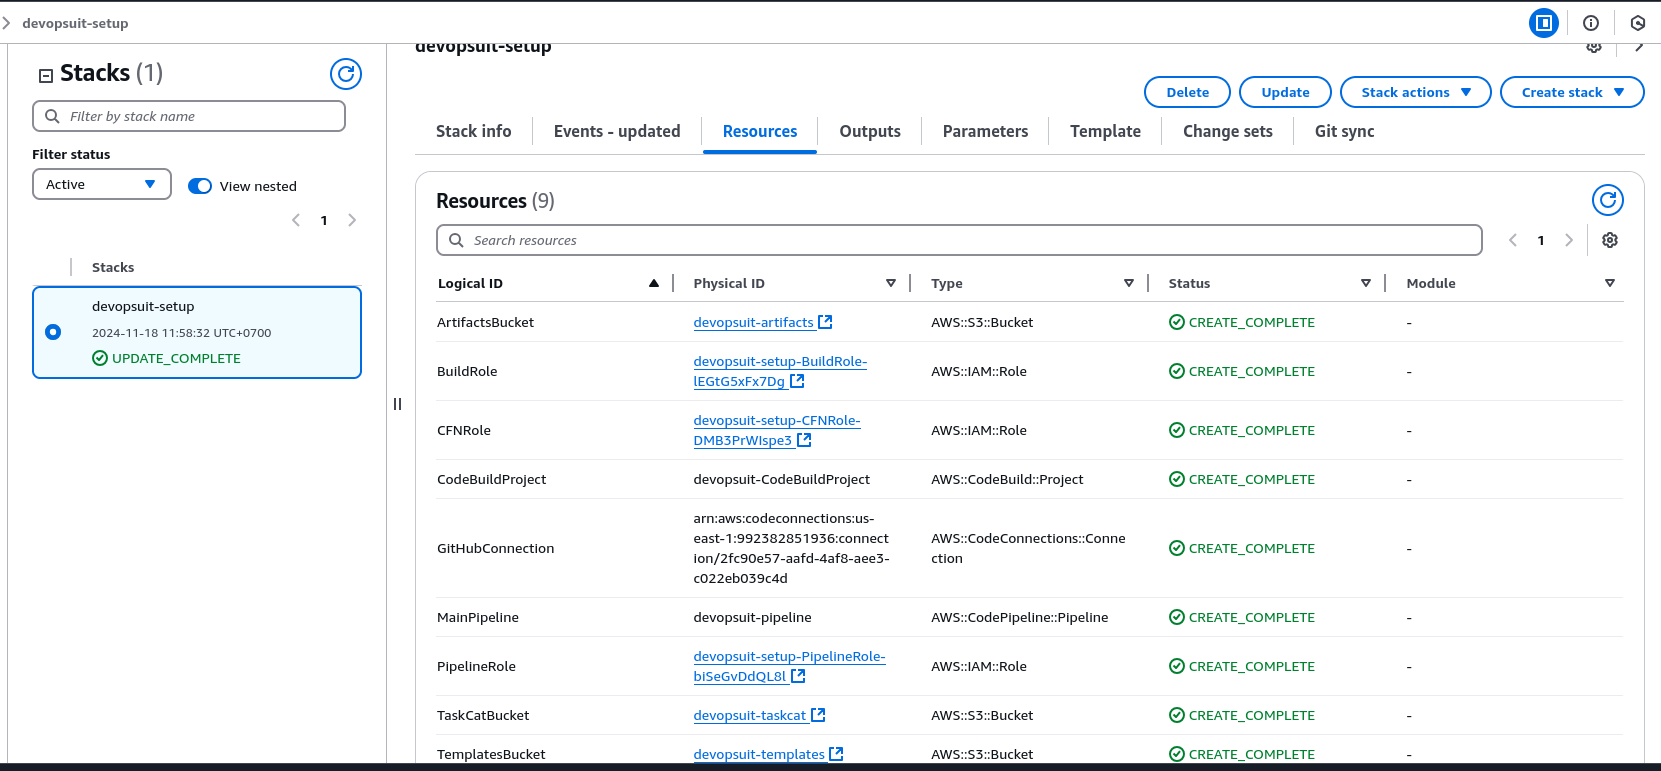 devopsuit-setup
Stacks (1)
Filter by stack name
Filter status
Active
View nested
1
Stacks
devopsuit-setup
2024-11-18 11:58:32 UTC+0700
UPDATE_COMPLETE
devopsuit-setup
Delete
Update
Stack actions
Create stack
Stack info
Events - updated
Resources
Outputs
Parameters
Template
Change sets
Git sync
Resources (9)
Search resources
1
Logical ID
Physical ID
Type
Status
Module
ArtifactsBucket
devopsuit-artifacts
AWS::S3::Bucket
CREATE_COMPLETE
-
BuildRole
devopsuit-setup-BuildRole-
lEGtG5xFx7Dg
AWS::IAM::Role
CREATE_COMPLETE
-
CFNRole
devopsuit-setup-CFNRole-
DMB3PrWIspe3
AWS::IAM::Role
CREATE_COMPLETE
-
CodeBuildProject
devopsuit-CodeBuildProject
AWS::CodeBuild::Project
CREATE_COMPLETE
-
GitHubConnection
arn:aws:codeconnections:us-
east-1:992382851936:connect
ion/2fc90e57-aafd-4af8-aee3-
c022eb039c4d
AWS::CodeConnections::Conne
ction
CREATE_COMPLETE
-
MainPipeline
devopsuit-pipeline
AWS::CodePipeline::Pipeline
CREATE_COMPLETE
-
PipelineRole
devopsuit-setup-PipelineRole-
biSeGvDdQL8l
AWS::IAM::Role
CREATE_COMPLETE
-
TaskCatBucket
devopsuit-taskcat
AWS::S3::Bucket
CREATE_COMPLETE
-
TemplatesBucket
devopsuit-templates
AWS::S3::Bucket
CREATE_COMPLETE
-